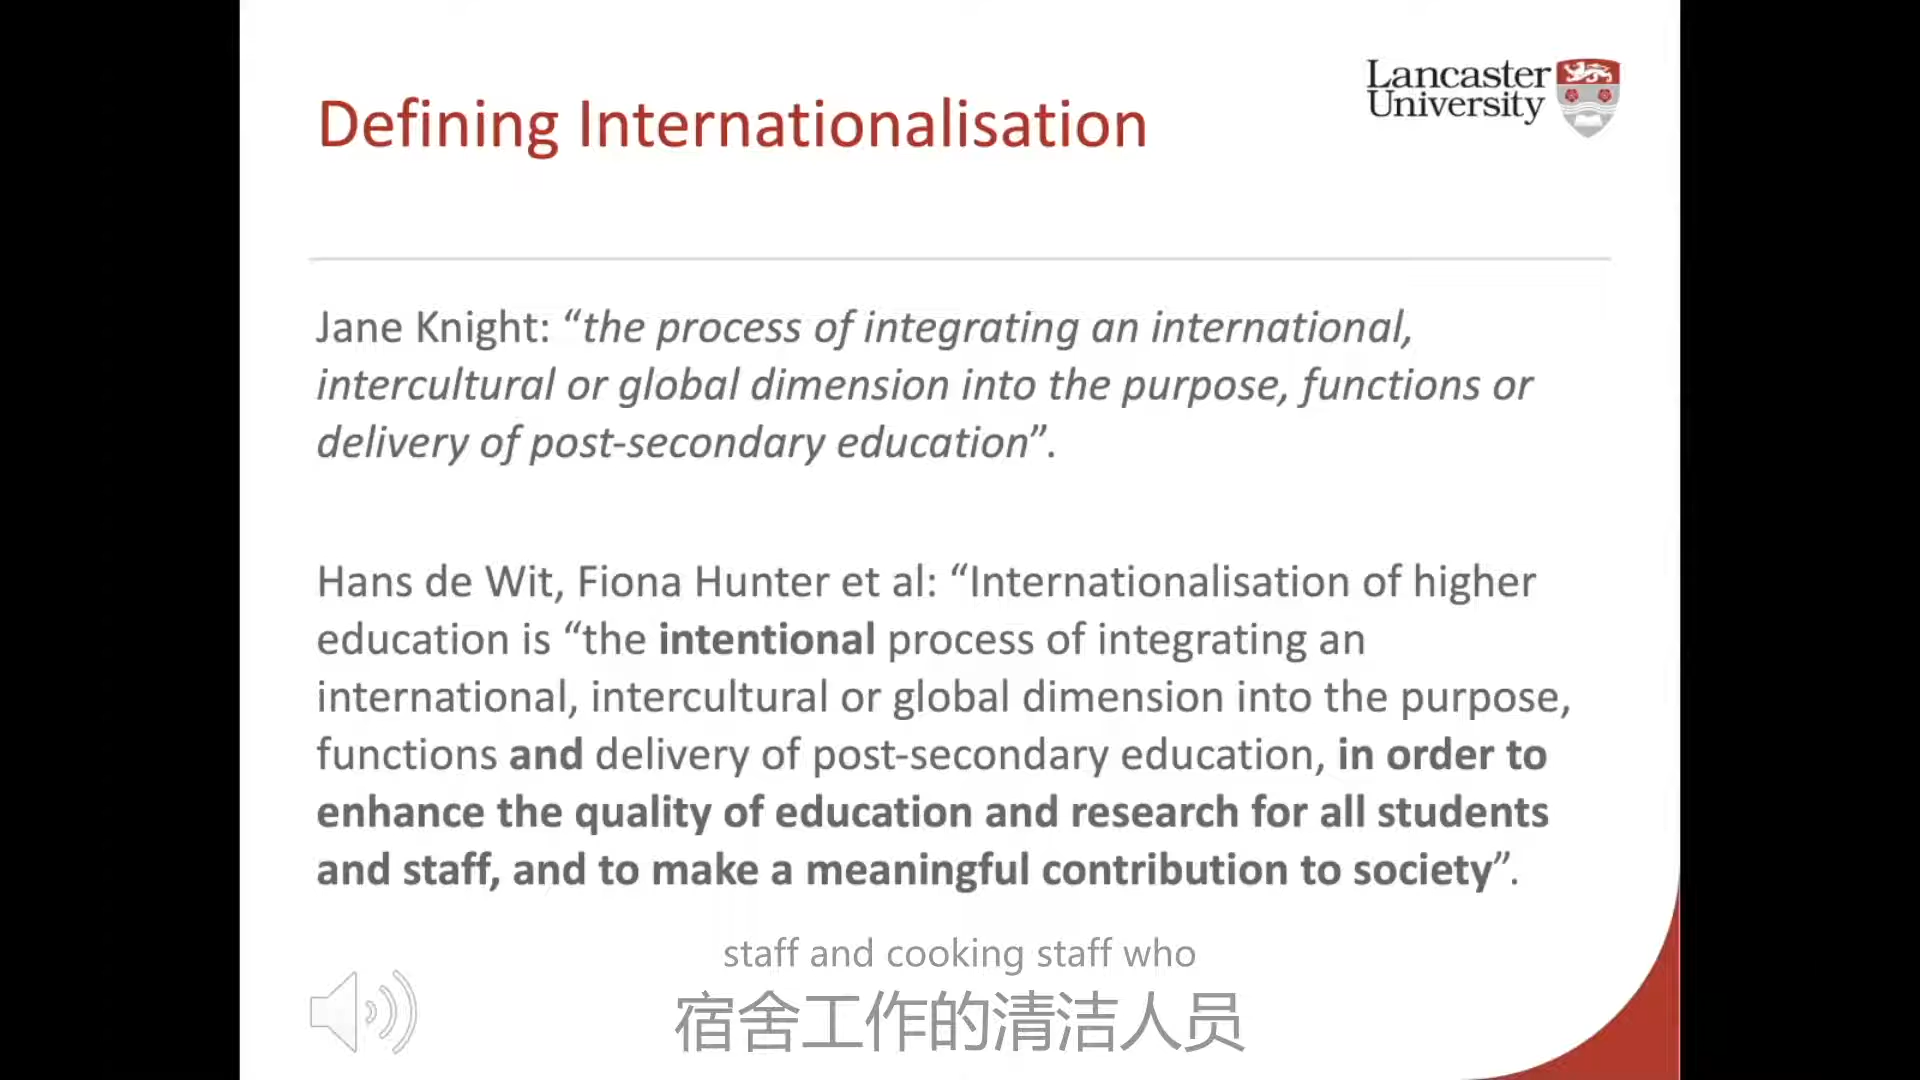 Lancaster
University
Defining Internationalisation
Jane Knight: “the process of integrating an international,
intercultural or global dimension into the purpose, functions or
delivery of post-secondary education”.
Hans de Wit, Fiona Hunter et al: “Internationalisation of higher
education is “the intentional process of integrating an
international, intercultural or global dimension into the purpose,
functions and delivery of post-secondary education, in order to
enhance the quality of education and research for all students
and staff, and to make a meaningful contribution to society”.
staff and cooking staff who
宿舍工作的清洁人员